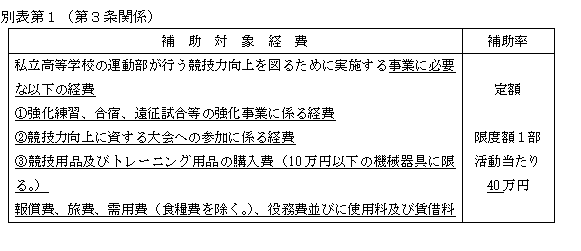 別表第１（第３条関係）
補　助　対　象　経　費
補助率
私立高等学校の運動部が行う競技力向上を図るために実施する事業に必要
な以下の経費
①強化練習、合宿、遠征試合等の強化事業に係る経費
②競技力向上に資する大会への参加に係る経費
③競技用品及びトレーニング用品の購入費（10万円以下の機械器具に限
る。）
報償費、旅費、需用費（食糧費を除く。）、役務費並びに使用料及び賃借料
定額
限度額１部
活動当たり
40万円